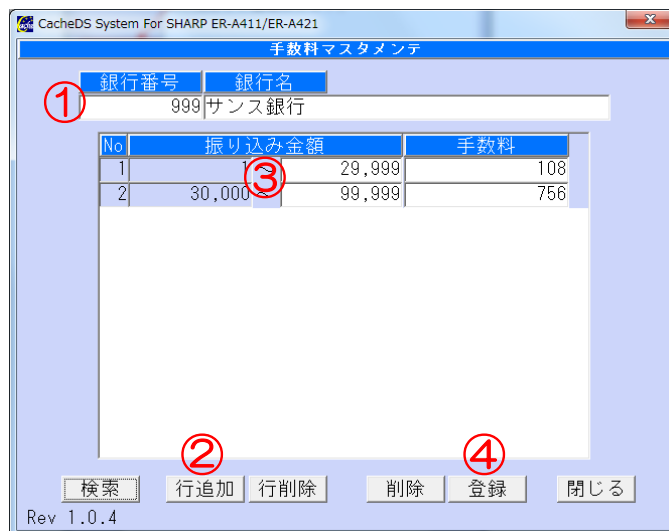 CacheDS System For SHARP ER-A411/ER-A421
x
手数料マスタメンテ
銀行番号 銀行名
① 999 サンス銀行
No 振り込み金額 手数料
1 1 ～ ③ 29,999 108
2 30,000 ～ 99,999 756
② ④
検索 行追加 行削除 削除 登録 閉じる
Rev 1.0.4